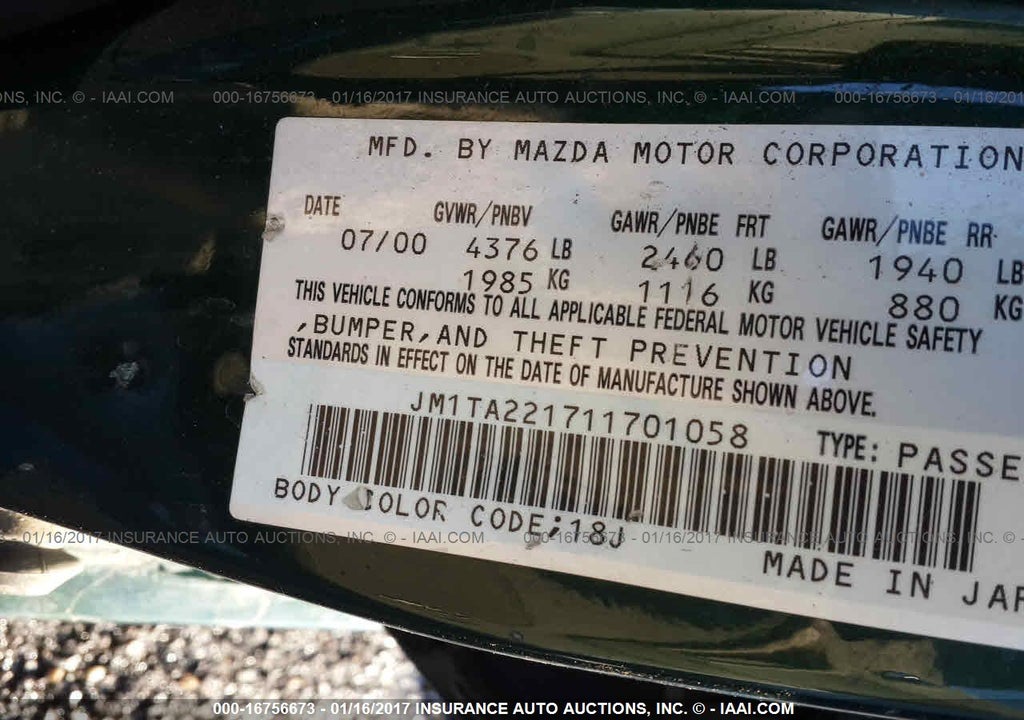 ONS, INC. © - IAAI.COM 000-16756673 - 01/16/2017 INSURANCE AUTO AUCTIONS, INC. © - IAAI.COM 000-16756673 - 01/16/2017
MFD. BY MAZDA MOTOR CORPORATION
DATE GVWR/PNBV GAWR/PNBE FRT GAWR/PNBE RR
07/00 4376 LB 2460 LB 1940 LB
1985 KG 1116 KG 880 KG
THIS VEHICLE CONFORMS TO ALL APPLICABLE FEDERAL MOTOR VEHICLE SAFETY
,BUMPER,AND THEFT PREVENTION
STANDARDS IN EFFECT ON THE DATE OF MANUFACTURE SHOWN ABOVE.
JM1TA221711701058 TYPE: PASSE
BODY COLOR CODE:18J
01/16/2017 INSURANCE AUTO AUCTIONS, INC. © - IAAI.COM 000-16756673 - 01/16/2017 INSURANCE AUTO AUCTIONS, INC. © - IAAI.COM
MADE IN JAP
000-16756673 - 01/16/2017 INSURANCE AUTO AUCTIONS, INC. © - IAAI.COM